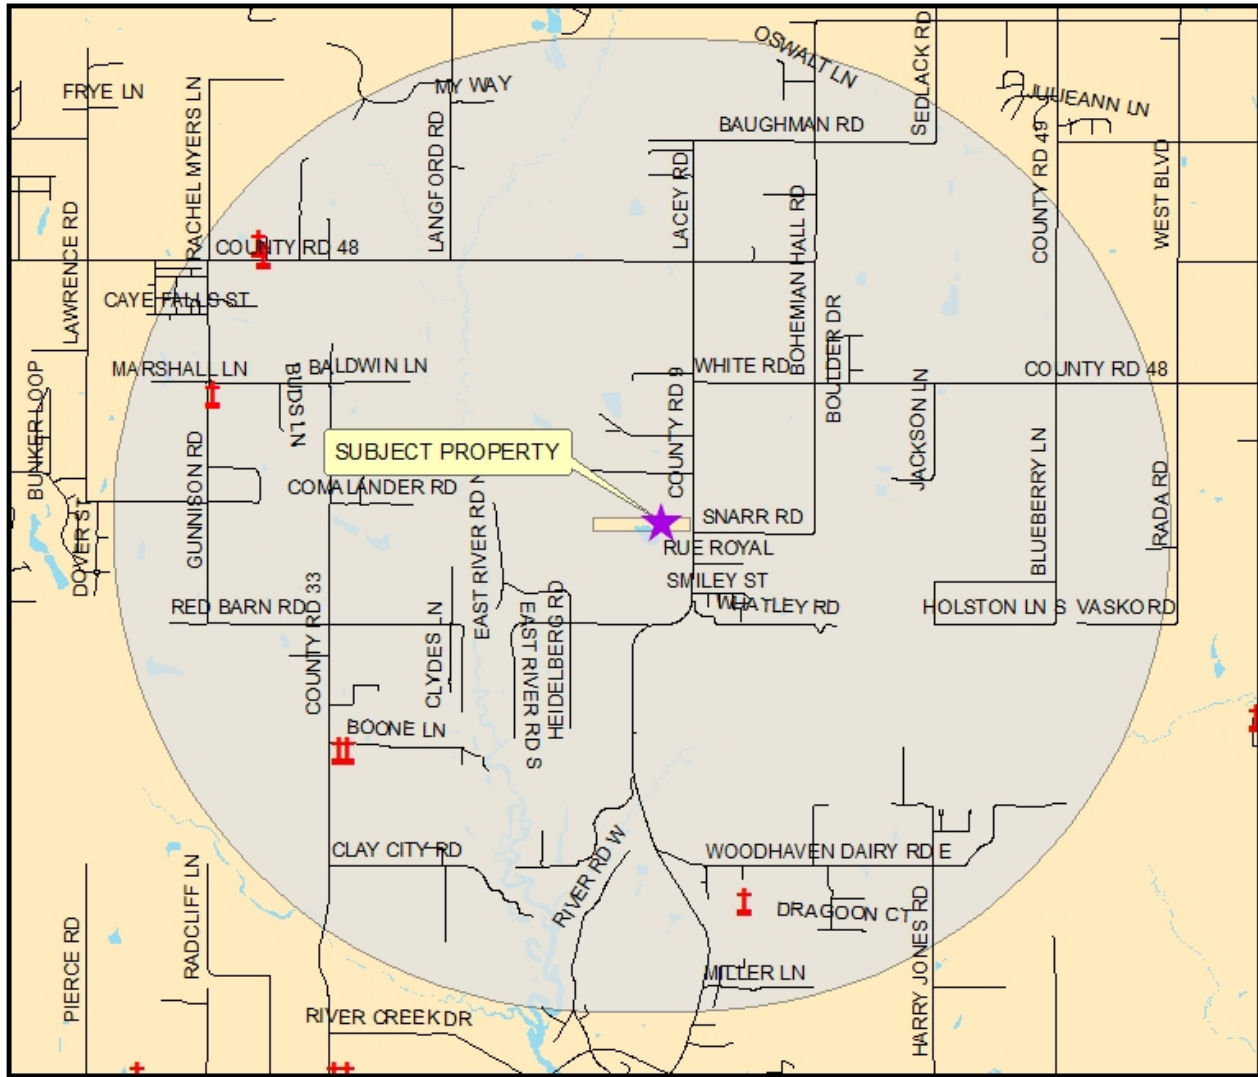 OSWALT LN
FRYE LN
MY WAY
JULIEANN LN
BAUGHMAN RD
SEDLACK RD
RACHEL MYERS LN
LANGFORD RD
LACEY RD
COUNTY RD 49
WEST BLVD
LAWRENCE RD
COUNTY RD 48
BOHEMIAN HALL RD
CAYE FALLS ST
BOULDER DR
MARSHALL LN
BALDWIN LN
WHITE RD
COUNTY RD 48
BUDS LN
BUNKER LOOP
COUNTY RD 9
JACKSON LN
SUBJECT PROPERTY
GUNNISON RD
COMALANDER RD
EAST RIVER RD N
SNARR RD
BLUEBERRY LN
RADA RD
DOVER ST
RUE ROYAL
SMILEY ST
RED BARN RD
WHATLEY RD
HOLSTON LN S
VASKO RD
COUNTY RD 33
CLYDES LN
EAST RIVER RD S
HEIDELBERG RD
BOONE LN
CLAY CITY RD
RIVER RD W
WOODHAVEN DAIRY RD E
RADCLIFF LN
DRAGOON CT
PIERCE RD
HARRY JONES RD
MILLER LN
RIVER CREEK DR